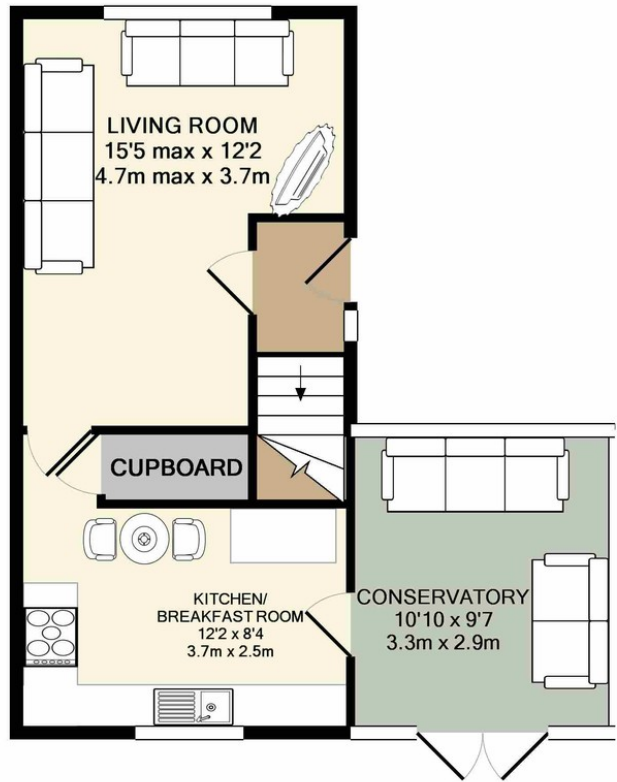 LIVING ROOM
15'5 max x 12'2
4.7m max x 3.7m
CUPBOARD
KITCHEN/
BREAKFAST ROOM
12'2 x 8'4
3.7m x 2.5m
CONSERVATORY
10'10 x 9'7
3.3m x 2.9m